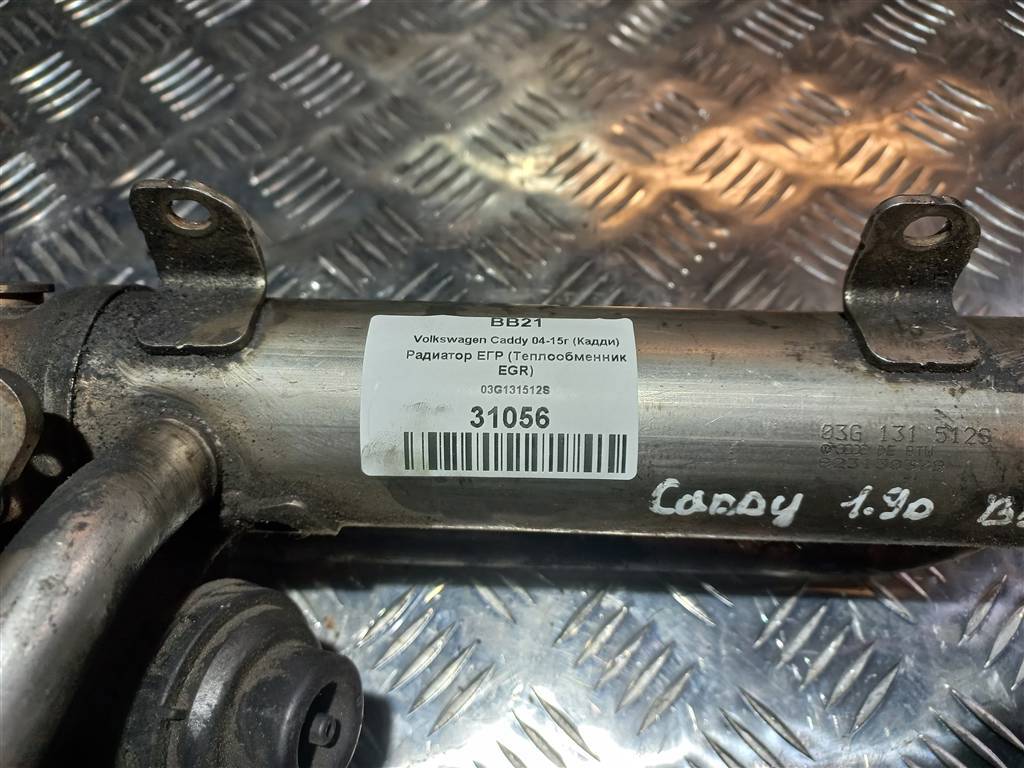 BB21
Volkswagen Caddy 04-15г (Кадди)
Радиатор ЕГР (Теплообменник
EGR)
03G131512S
31056
03G 131 512S
Caddy 1.9D